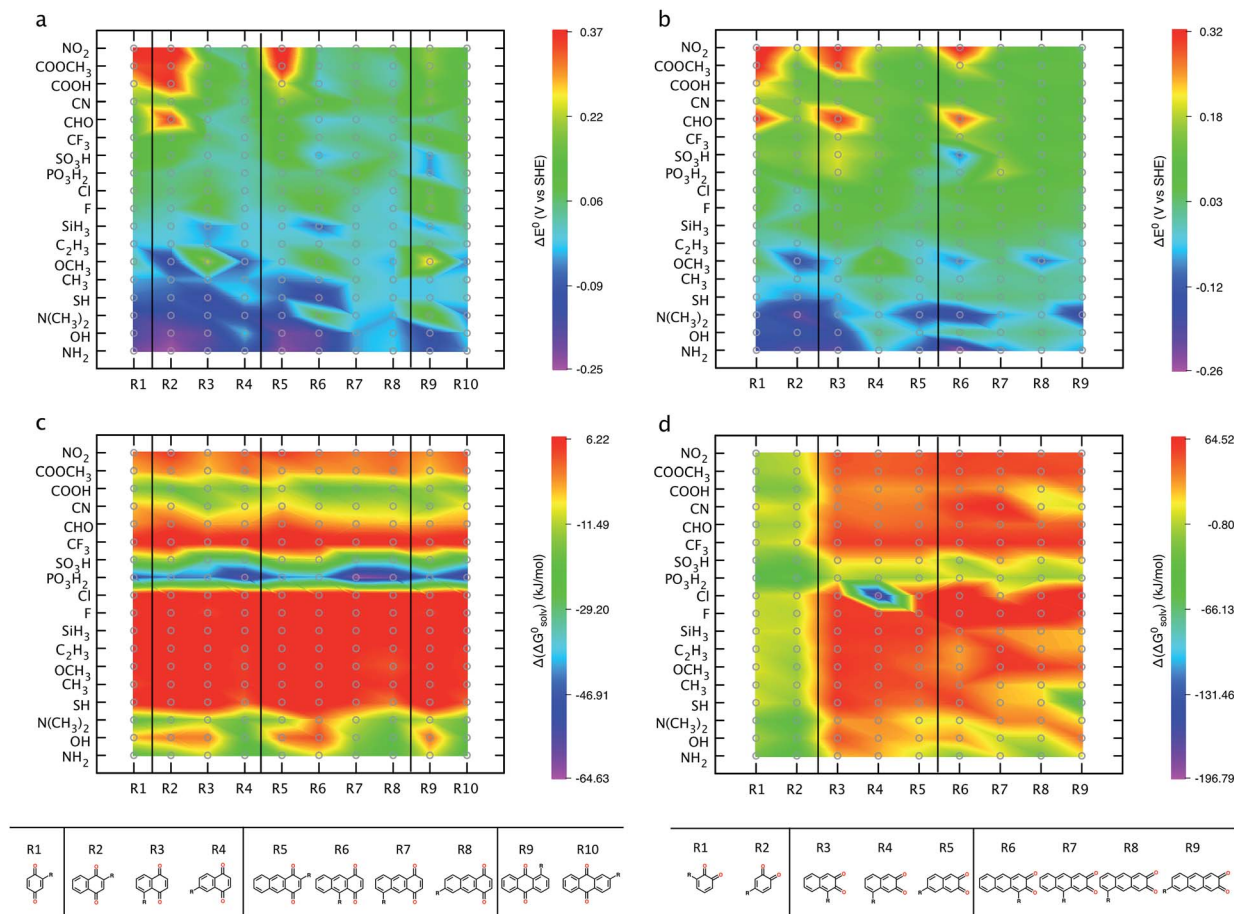 a
NO2
COOCH3
COOH
CN
CHO
CF3
SO3H
PO3H2
Cl
F
SiH3
C2H3
OCH3
CH3
SH
N(CH3)2
OH
NH2
R1 R2 R3 R4 R5 R6 R7 R8 R9 R10
0.37
0.22
0.06
-0.09
-0.25
ΔE0 (V vs SHE)
b
NO2
COOCH3
COOH
CN
CHO
CF3
SO3H
PO3H2
Cl
F
SiH3
C2H3
OCH3
CH3
SH
N(CH3)2
OH
NH2
R1 R2 R3 R4 R5 R6 R7 R8 R9
0.32
0.18
0.03
-0.12
-0.26
ΔE0 (V vs SHE)
c
NO2
COOCH3
COOH
CN
CHO
CF3
SO3H
PO3H2
Cl
F
SiH3
C2H3
OCH3
CH3
SH
N(CH3)2
OH
NH2
R1 R2 R3 R4 R5 R6 R7 R8 R9 R10
6.22
-11.49
-29.20
-46.91
-64.63
Δ(ΔG0solv) (kJ/mol)
d
NO2
COOCH3
COOH
CN
CHO
CF3
SO3H
PO3H2
Cl
F
SiH3
C2H3
OCH3
CH3
SH
N(CH3)2
OH
NH2
R1 R2 R3 R4 R5 R6 R7 R8 R9
64.52
-0.80
-66.13
-131.46
-196.79
Δ(ΔG0solv) (kJ/mol)
R1 R2 R3 R4 R5 R6 R7 R8 R9 R10
R1 R2 R3 R4 R5 R6 R7 R8 R9